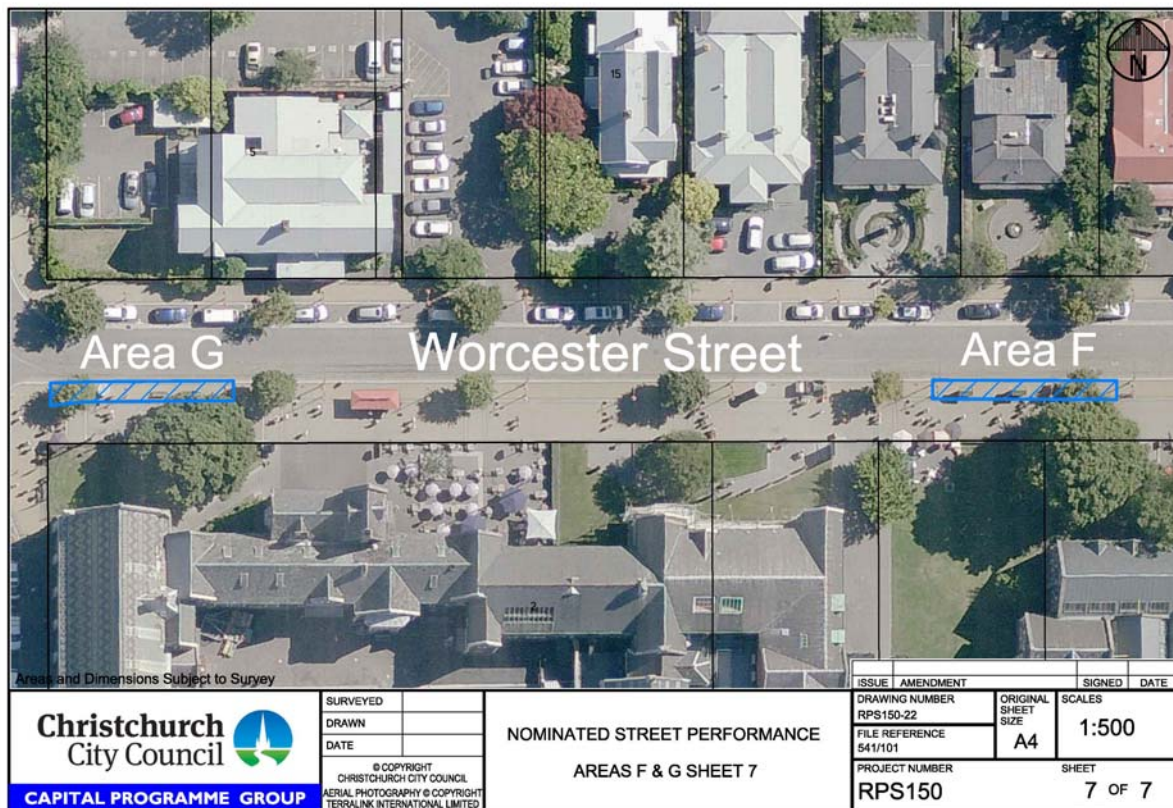 15
N
5
Area G
Worcester Street
Area F
2
Areas and Dimensions Subject to Survey
Christchurch
City Council
CAPITAL PROGRAMME GROUP
SURVEYED
DRAWN
DATE
© COPYRIGHT
CHRISTCHURCH CITY COUNCIL
AERIAL PHOTOGRAPHY © COPYRIGHT
TERRALINK INTERNATIONAL LIMITED
NOMINATED STREET PERFORMANCE
AREAS F & G SHEET 7
ISSUE AMENDMENT SIGNED DATE
DRAWING NUMBER
RPS150-22
FILE REFERENCE
541/101
ORIGINAL
SHEET
SIZE
A4
SCALES
1:500
PROJECT NUMBER
RPS150
SHEET
7 OF 7